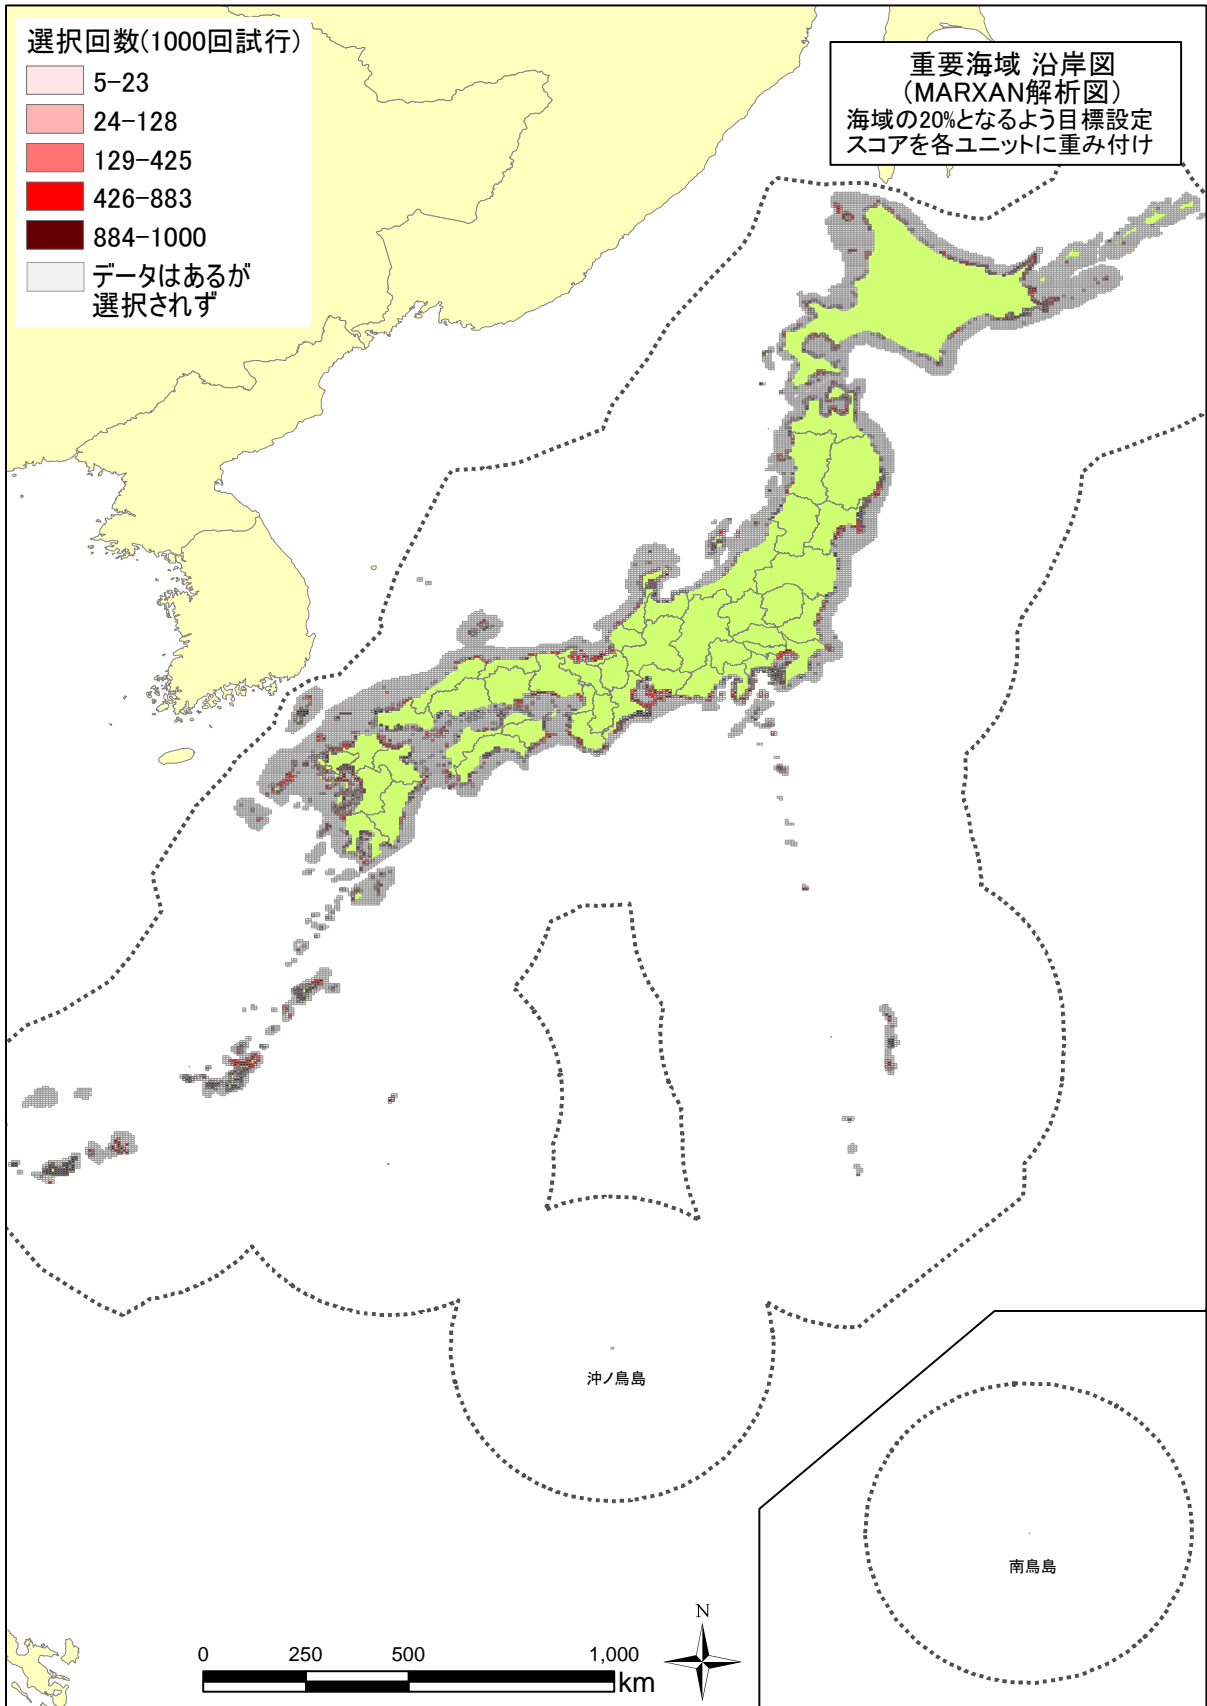 選択回数(1000回試行)
5-23
24-128
129-425
426-883
884-1000
データはあるが
選択されず
重要海域 沿岸図
(MARXAN解析図)
海域の20%となるよう目標設定
スコアを各ユニットに重み付け
沖ノ鳥島
南鳥島
N
0 250 500 1,000
km